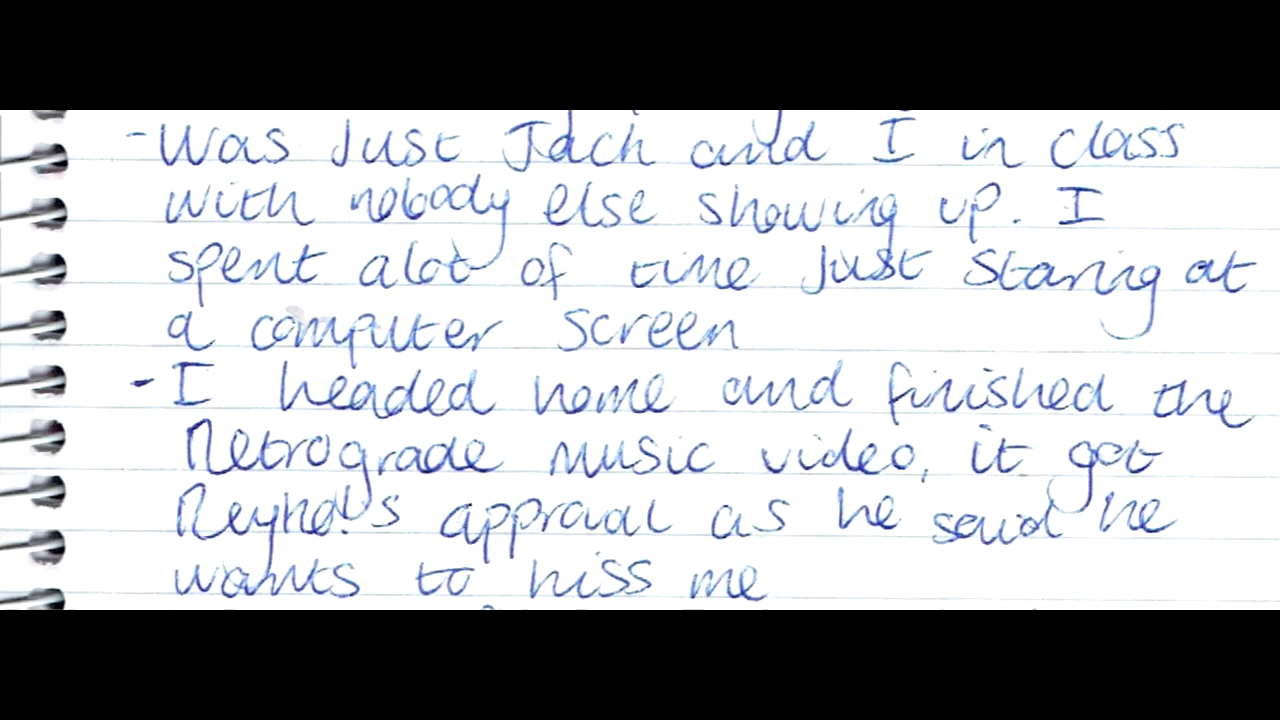 - Was Just Jack and I in class
with nobody else showing up. I
spent alot of time just staring at
a computer screen
- I headed home and finished the
Retrograde music video, it got
appraval as he said he
wants to kiss me